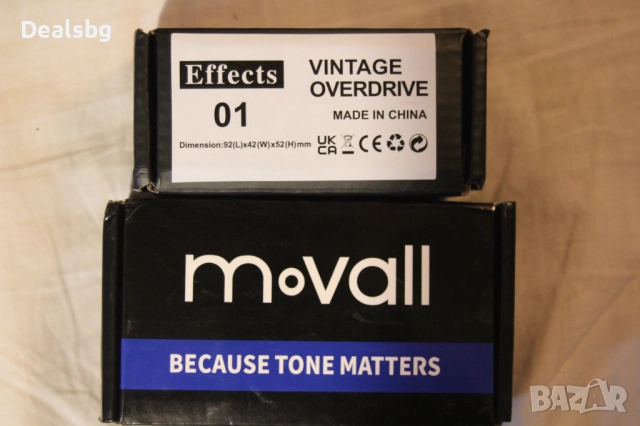 Dealsbg
Effects
01
VINTAGE
OVERDRIVE
MADE IN CHINA
Dimension:92(L)x42(W)x52(H)mm
UK
CA
CE
movall
BECAUSE TONE MATTERS
BAZAR